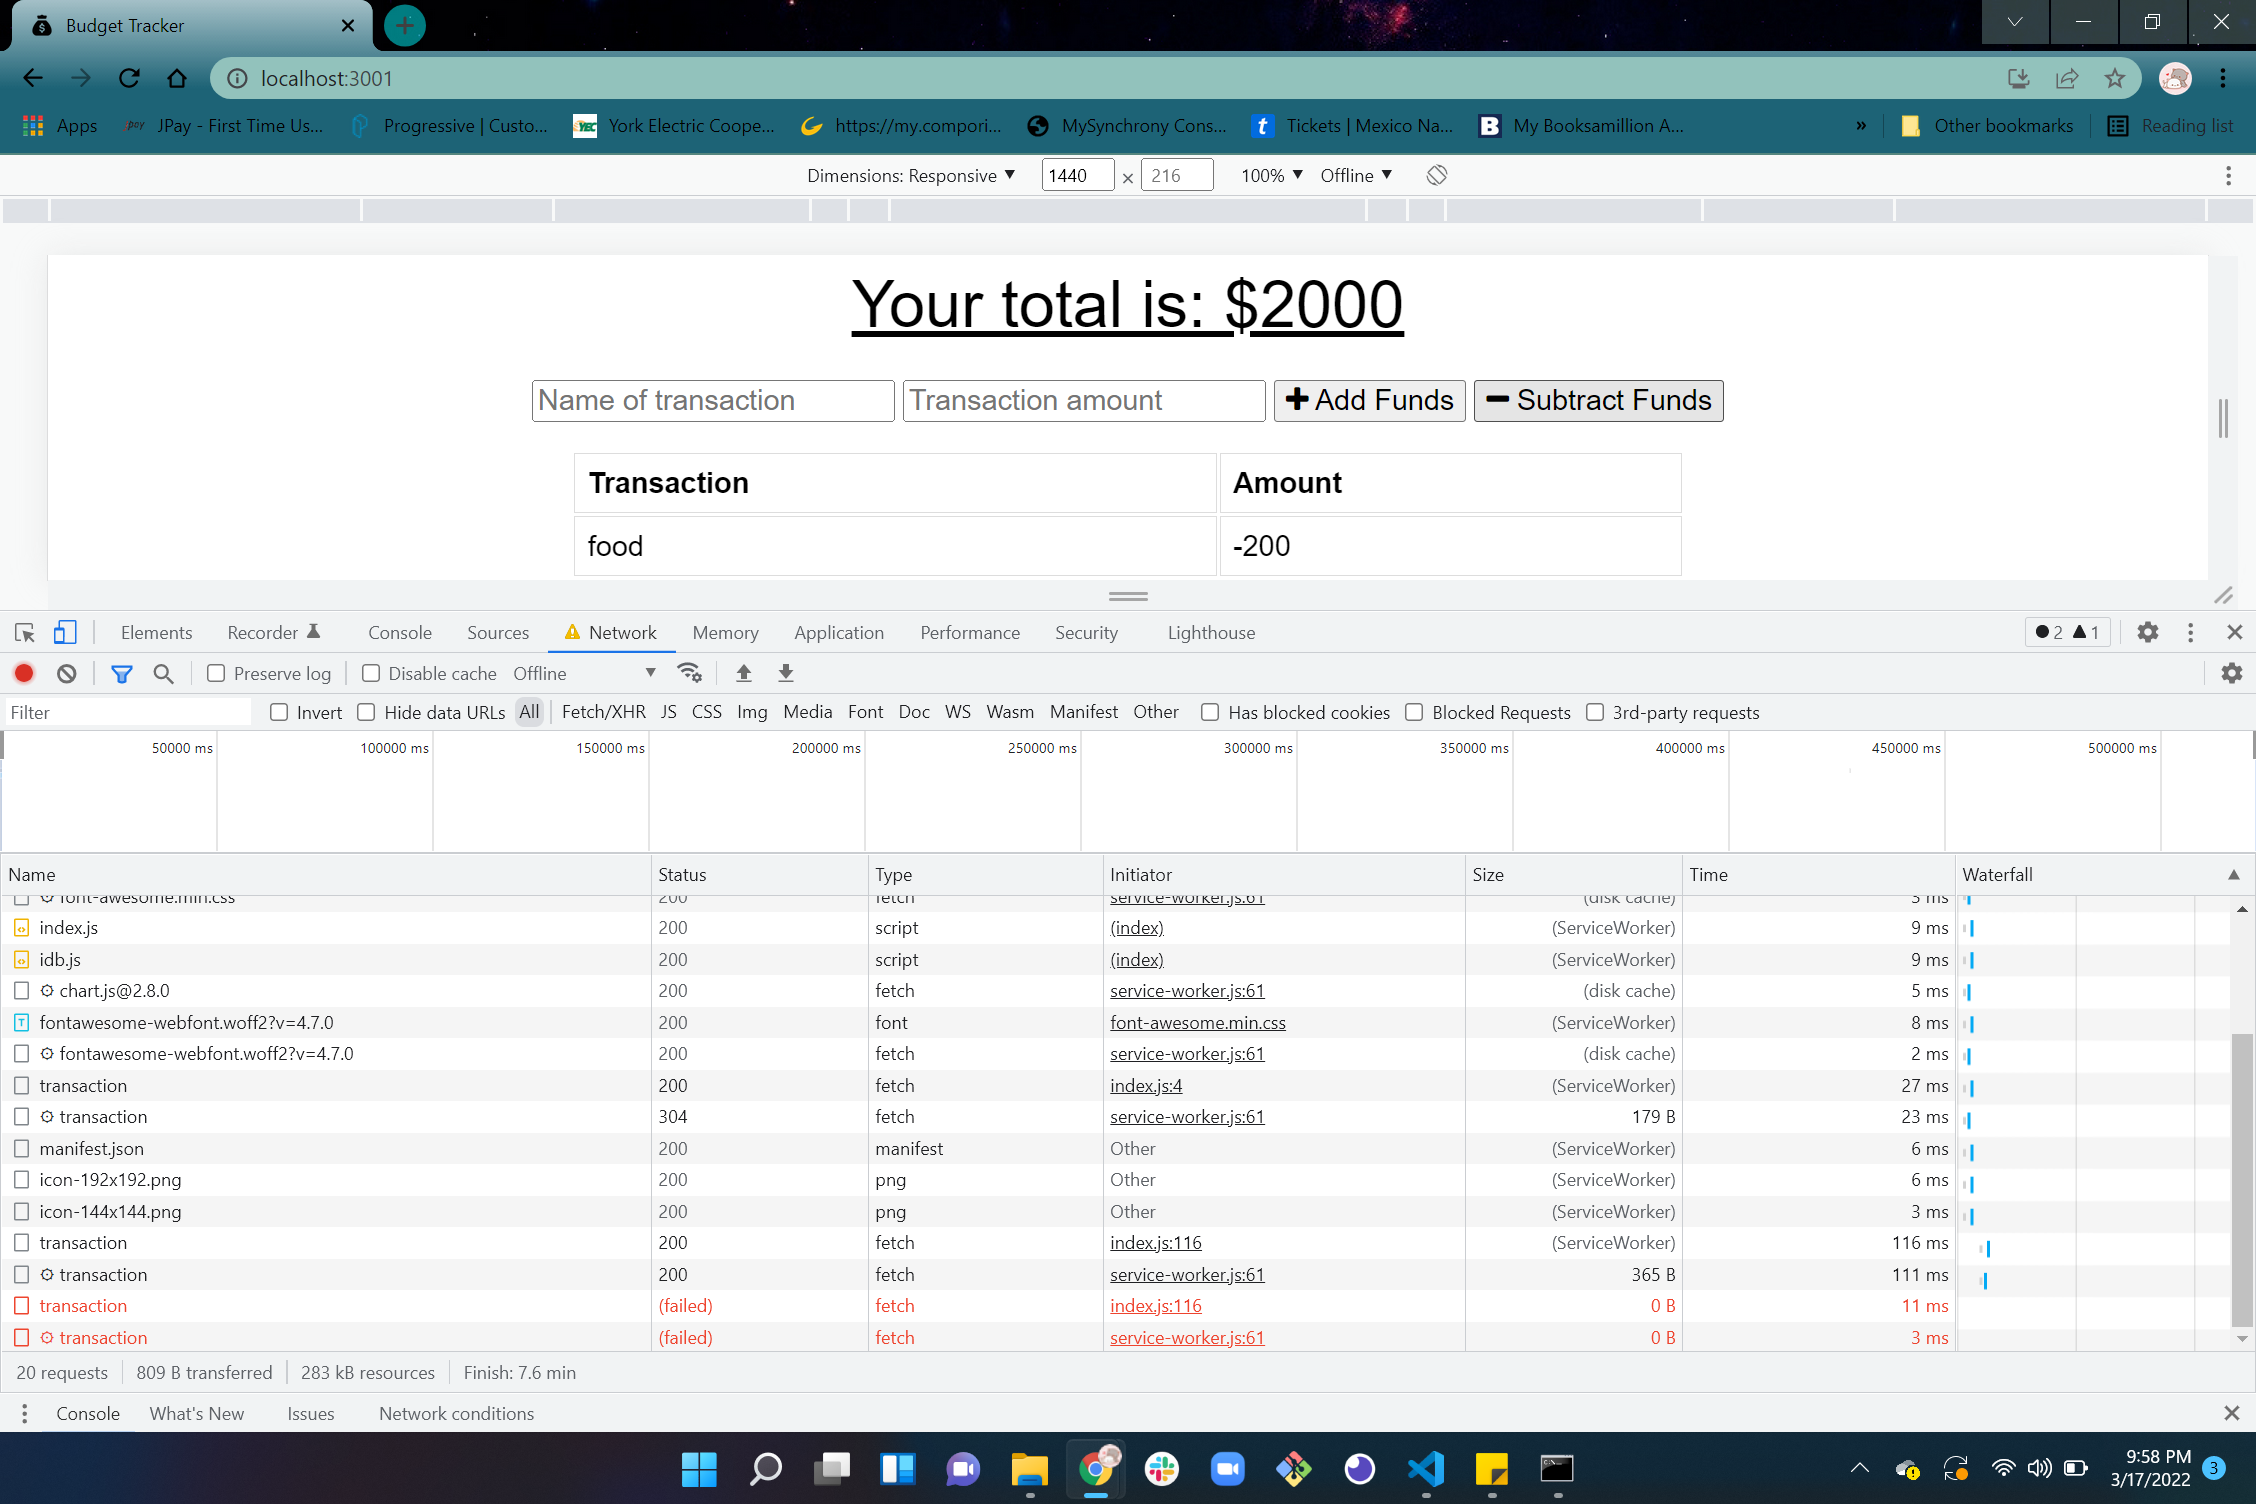 Budget Tracker
localhost:3001
Apps JPay - First Time Us... Progressive | Custo... York Electric Coope... https://my.compori... MySynchrony Cons... Tickets | Mexico Na... My Booksamillion A... » Other bookmarks Reading list
Dimensions: Responsive 1440 × 216 100% Offline
Your total is: $2000
Name of transaction Transaction amount Add Funds Subtract Funds
Transaction Amount
food -200
Elements Recorder Console Sources Network Memory Application Performance Security Lighthouse 2 1
Preserve log Disable cache Offline
Filter Invert Hide data URLs All Fetch/XHR JS CSS Img Media Font Doc WS Wasm Manifest Other Has blocked cookies Blocked Requests 3rd-party requests
50000 ms 100000 ms 150000 ms 200000 ms 250000 ms 300000 ms 350000 ms 400000 ms 450000 ms 500000 ms
Name Status Type Initiator Size Time Waterfall
font-awesome.min.css 200 fetch service-worker.js:61 (disk cache) 3 ms
index.js 200 script (index) (ServiceWorker) 9 ms
idb.js 200 script (index) (ServiceWorker) 9 ms
chart.js@2.8.0 200 fetch service-worker.js:61 (disk cache) 5 ms
fontawesome-webfont.woff2?v=4.7.0 200 font font-awesome.min.css (ServiceWorker) 8 ms
fontawesome-webfont.woff2?v=4.7.0 200 fetch service-worker.js:61 (disk cache) 2 ms
transaction 200 fetch index.js:4 (ServiceWorker) 27 ms
transaction 304 fetch service-worker.js:61 179 B 23 ms
manifest.json 200 manifest Other (ServiceWorker) 6 ms
icon-192x192.png 200 png Other (ServiceWorker) 6 ms
icon-144x144.png 200 png Other (ServiceWorker) 3 ms
transaction 200 fetch index.js:116 (ServiceWorker) 116 ms
transaction 200 fetch service-worker.js:61 365 B 111 ms
transaction (failed) fetch index.js:116 0 B 11 ms
transaction (failed) fetch service-worker.js:61 0 B 3 ms
20 requests 809 B transferred 283 kB resources Finish: 7.6 min
Console What's New Issues Network conditions
9:58 PM
3/17/2022 3